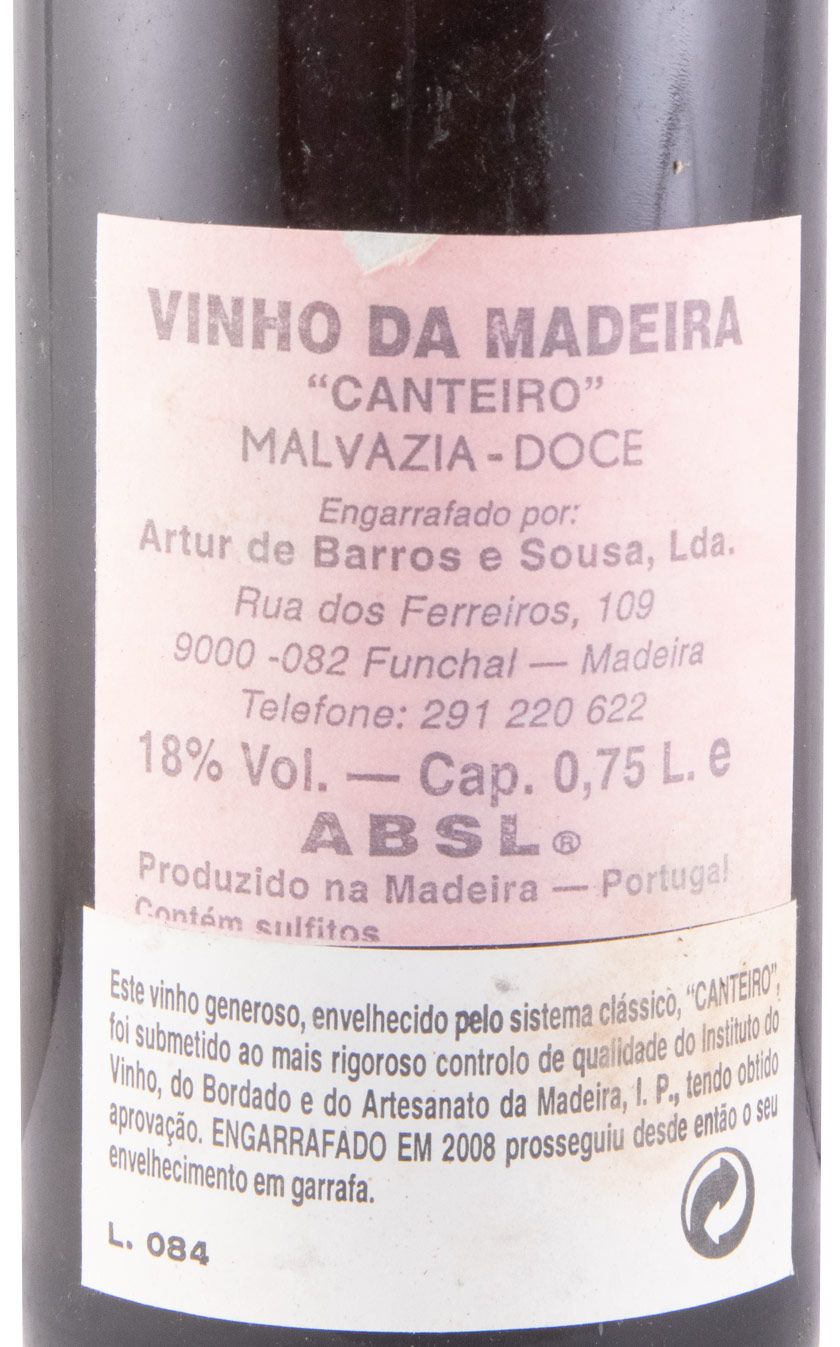 VINHO DA MADEIRA
“CANTEIRO”
MALVAZIA - DOCE
Engarrafado por:
Artur de Barros e Sousa, Lda.
Rua dos Ferreiros, 109
9000 -082 Funchal — Madeira
Telefone: 291 220 622
18% Vol. — Cap. 0,75 L. e
ABSL®
Produzido na Madeira — Portugal
Contém sulfitos
Este vinho generoso, envelhecido pelo sistema clássico, “CANTEIRO”,
foi submetido ao mais rigoroso controlo de qualidade do Instituto do
Vinho, do Bordado e do Artesanato da Madeira, I. P., tendo obtido
aprovação. ENGARRAFADO EM 2008 prosseguiu desde então o seu
envelhecimento em garrafa.
L. 084